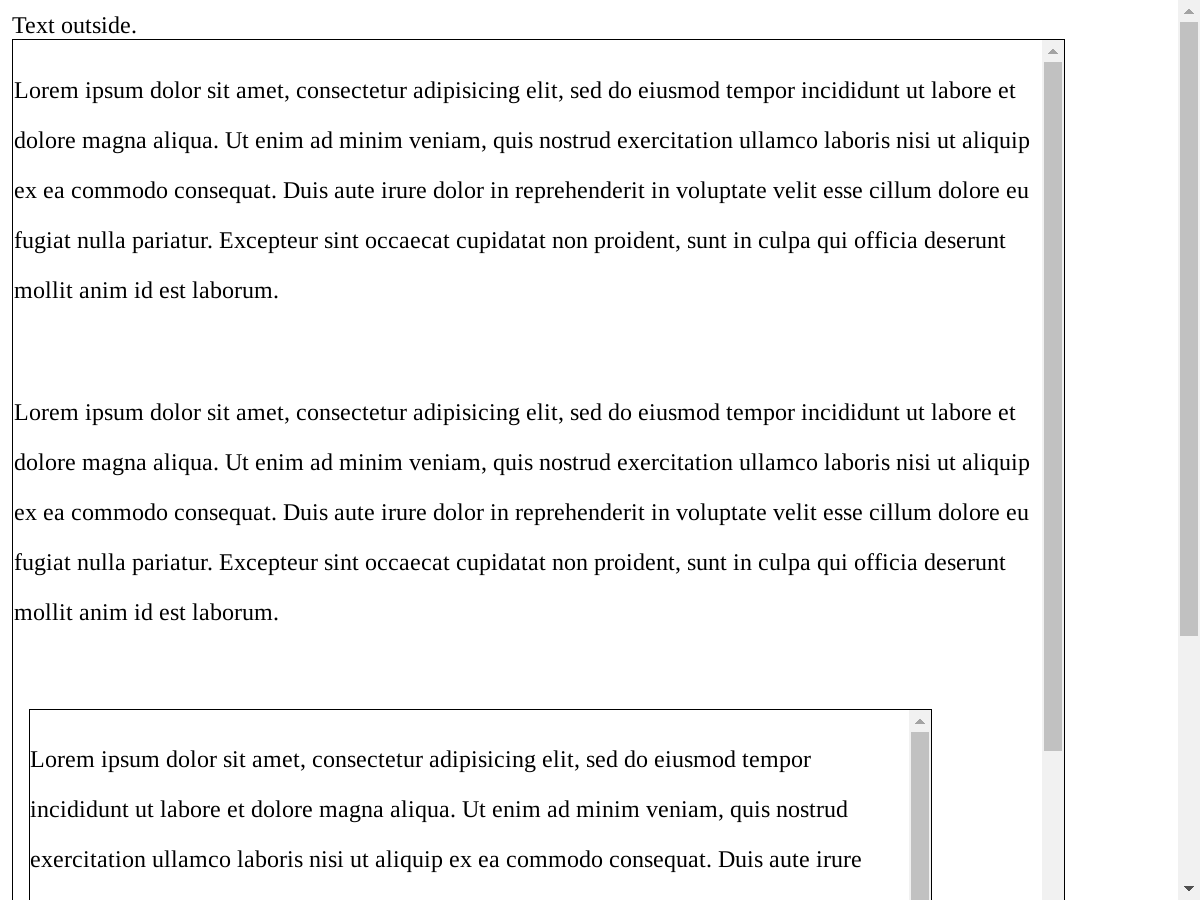 Text outside.
Lorem ipsum dolor sit amet, consectetur adipisicing elit, sed do eiusmod tempor incididunt ut labore et
dolore magna aliqua. Ut enim ad minim veniam, quis nostrud exercitation ullamco laboris nisi ut aliquip
ex ea commodo consequat. Duis aute irure dolor in reprehenderit in voluptate velit esse cillum dolore eu
fugiat nulla pariatur. Excepteur sint occaecat cupidatat non proident, sunt in culpa qui officia deserunt
mollit anim id est laborum.
Lorem ipsum dolor sit amet, consectetur adipisicing elit, sed do eiusmod tempor incididunt ut labore et
dolore magna aliqua. Ut enim ad minim veniam, quis nostrud exercitation ullamco laboris nisi ut aliquip
ex ea commodo consequat. Duis aute irure dolor in reprehenderit in voluptate velit esse cillum dolore eu
fugiat nulla pariatur. Excepteur sint occaecat cupidatat non proident, sunt in culpa qui officia deserunt
mollit anim id est laborum.
Lorem ipsum dolor sit amet, consectetur adipisicing elit, sed do eiusmod tempor
incididunt ut labore et dolore magna aliqua. Ut enim ad minim veniam, quis nostrud
exercitation ullamco laboris nisi ut aliquip ex ea commodo consequat. Duis aute irure